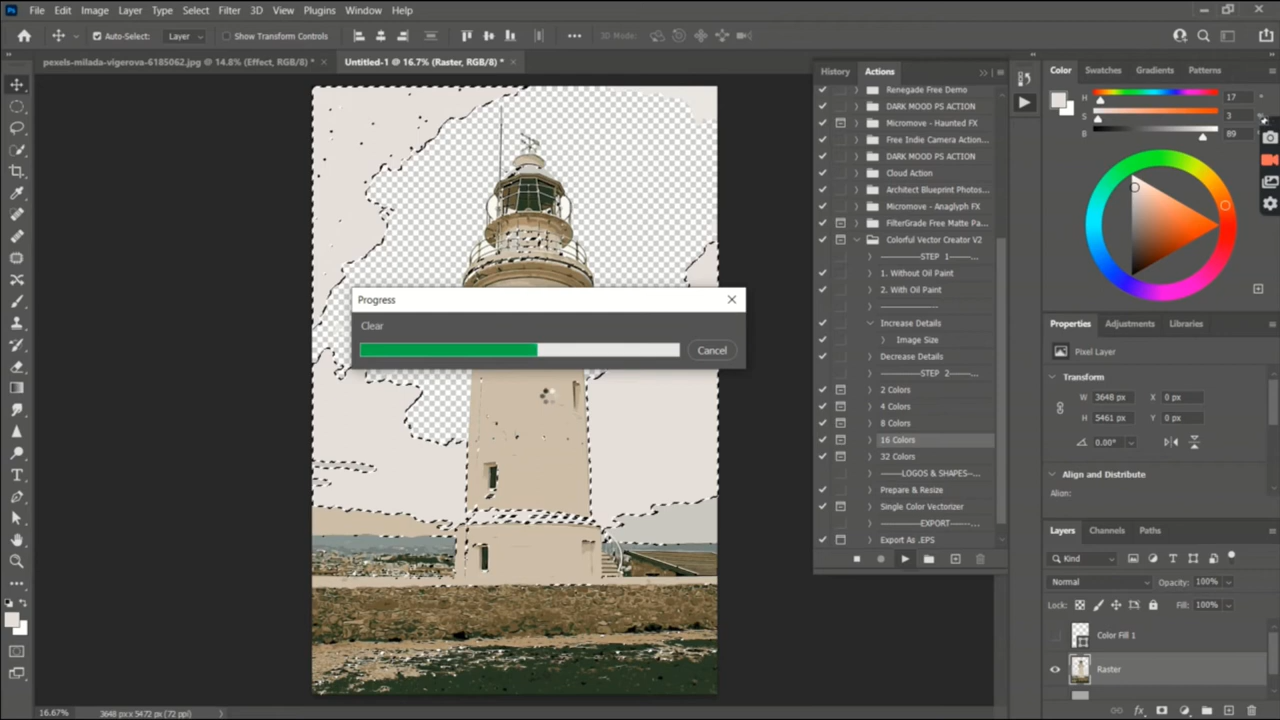 Ps File Edit Image Layer Type Select Filter 3D View Plugins Window Help
Auto-Select: Layer Show Transform Controls ••• 3D Mode:
pexels-milada-vigerova-6185062.jpg @ 14.8% (Effect, RGB/8) * × Untitled-1 @ 16.7% (Raster, RGB/8) * ×
History Actions
Renegade Free Demo
DARK MOOD PS ACTION
Micromove - Haunted FX
Free Indie Camera Action...
DARK MOOD PS ACTION
Cloud Action
Architect Blueprint Photos...
Micromove - Anaglyph FX
FilterGrade Free Matte Pa...
Colorful Vector Creator V2
-----------STEP 1-------...
1. Without Oil Paint
2. With Oil Paint
-----------------
Increase Details
Image Size
Decrease Details
-----------STEP 2-------...
2 Colors
4 Colors
8 Colors
16 Colors
32 Colors
-------LOGOS & SHAPES--...
Prepare & Resize
Single Color Vectorizer
-----------EXPORT-------...
Export As .EPS
Progress
Clear
Cancel
Color Swatches Gradients Patterns
H 17 °
S 3
B 89
Properties Adjustments Libraries
Pixel Layer
Transform
W 3648 px X 0 px
H 5461 px Y 0 px
0.00°
Align and Distribute
Align:
Layers Channels Paths
Kind
Normal Opacity: 100%
Lock: Fill: 100%
Color Fill 1
Raster
16.67% 3648 px x 5472 px (72 ppi)